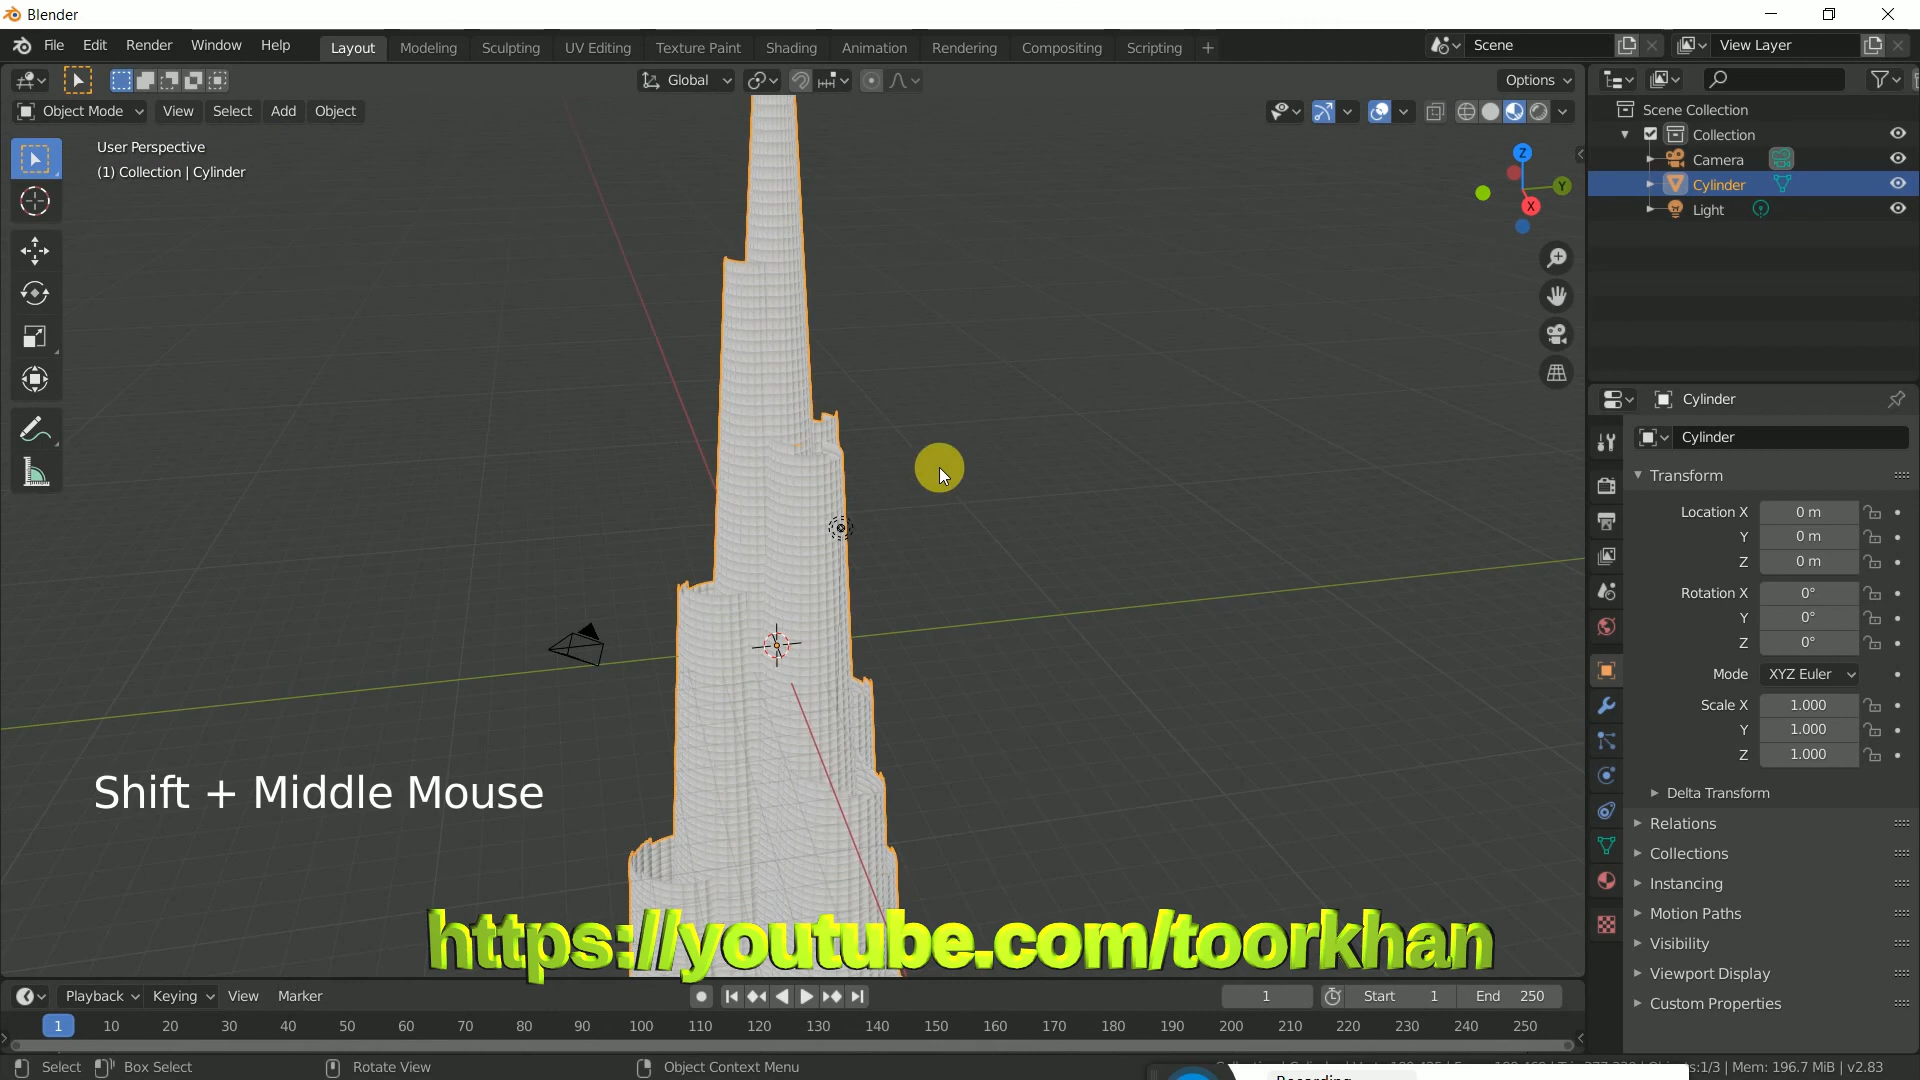 Blender
File Edit Render Window Help Layout Modeling Sculpting UV Editing Texture Paint Shading Animation Rendering Compositing Scripting + Scene View Layer
Global Options
Object Mode View Select Add Object
User Perspective
(1) Collection | Cylinder
Z
Y
X
Scene Collection
Collection
Camera
Cylinder
Light
Cylinder
Cylinder
Transform
Location X 0 m
Y 0 m
Z 0 m
Rotation X 0°
Y 0°
Z 0°
Mode XYZ Euler
Scale X 1.000
Y 1.000
Z 1.000
Delta Transform
Relations
Collections
Instancing
Motion Paths
Visibility
Viewport Display
Custom Properties
Shift + Middle Mouse
https://youtube.com/toorkhan
Playback Keying View Marker 1 Start 1 End 250
1 10 20 30 40 50 60 70 80 90 100 110 120 130 140 150 160 170 180 190 200 210 220 230 240 250
Select Box Select Rotate View Object Context Menu s:1/3 | Mem: 196.7 MiB | v2.83